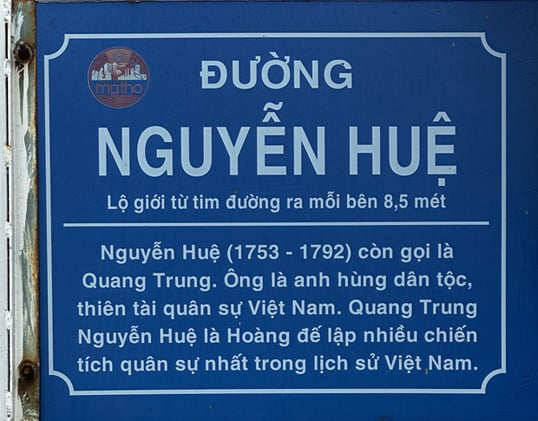 mỹtho
ĐƯỜNG
NGUYỄN HUỆ
Lộ giới từ tim đường ra mỗi bên 8,5 mét
Nguyễn Huệ (1753 - 1792) còn gọi là
Quang Trung. Ông là anh hùng dân tộc,
thiên tài quân sự Việt Nam. Quang Trung
Nguyễn Huệ là Hoàng đế lập nhiều chiến
tích quân sự nhất trong lịch sử Việt Nam.